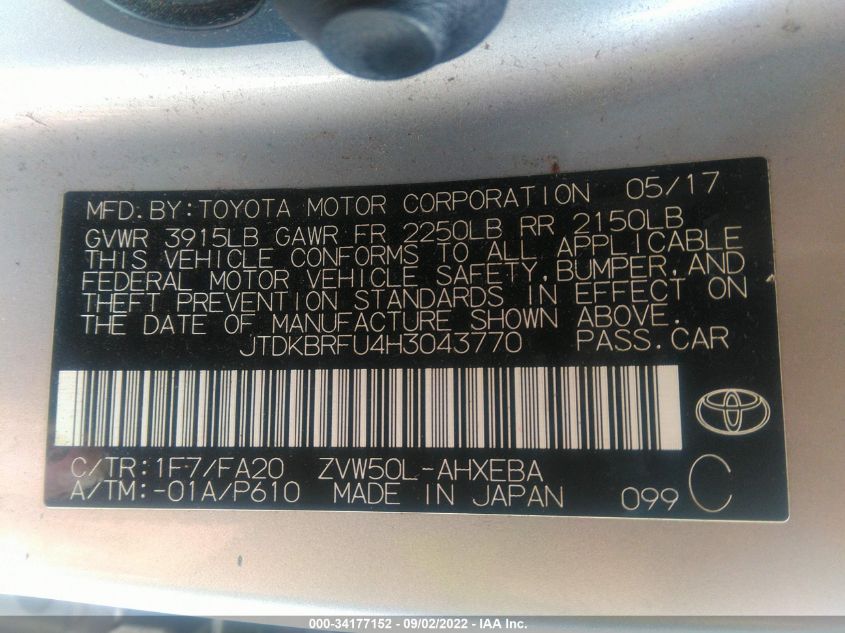 MFD. BY: TOYOTA MOTOR CORPORATION 05/17
GVWR 3915LB GAWR FR 2250LB RR 2150LB
THIS VEHICLE CONFORMS TO ALL APPLICABLE
FEDERAL MOTOR VEHICLE SAFETY, BUMPER, AND
THEFT PREVENTION STANDARDS IN EFFECT ON
THE DATE OF MANUFACTURE SHOWN ABOVE.
JTDKBRFU4H3043770 PASS. CAR
C/TR: 1F7/FA20 ZVW50L-AHXEBA
A/TM: -01A/P610 MADE IN JAPAN 099 C
000-34177152 - 09/02/2022 - IAA Inc.